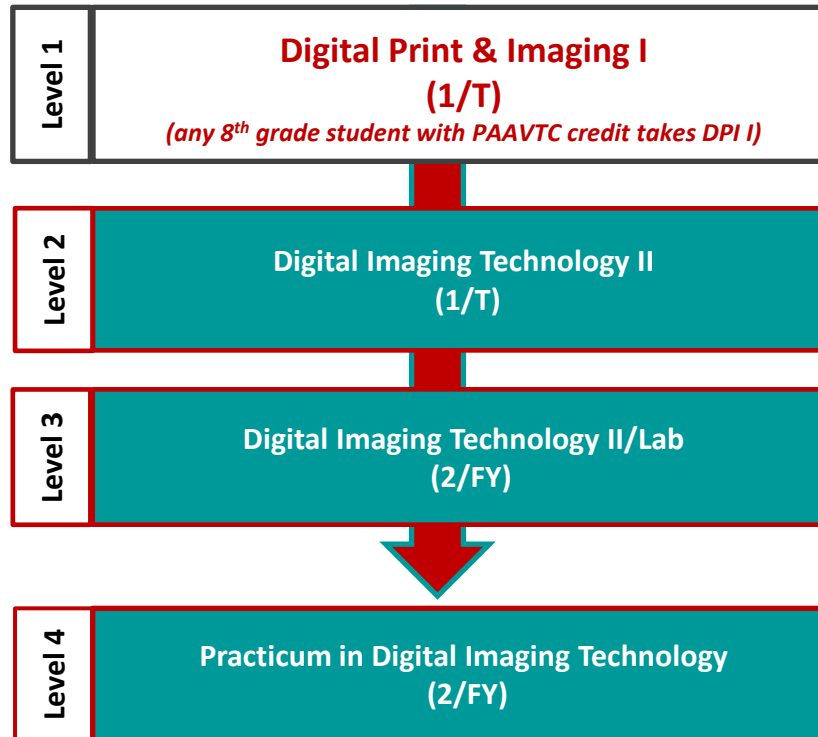 Level 1
Digital Print & Imaging I
(1/T)
(any 8th grade student with PAAVTC credit takes DPI I)
Level 2
Digital Imaging Technology II
(1/T)
Level 3
Digital Imaging Technology II/Lab
(2/FY)
Level 4
Practicum in Digital Imaging Technology
(2/FY)